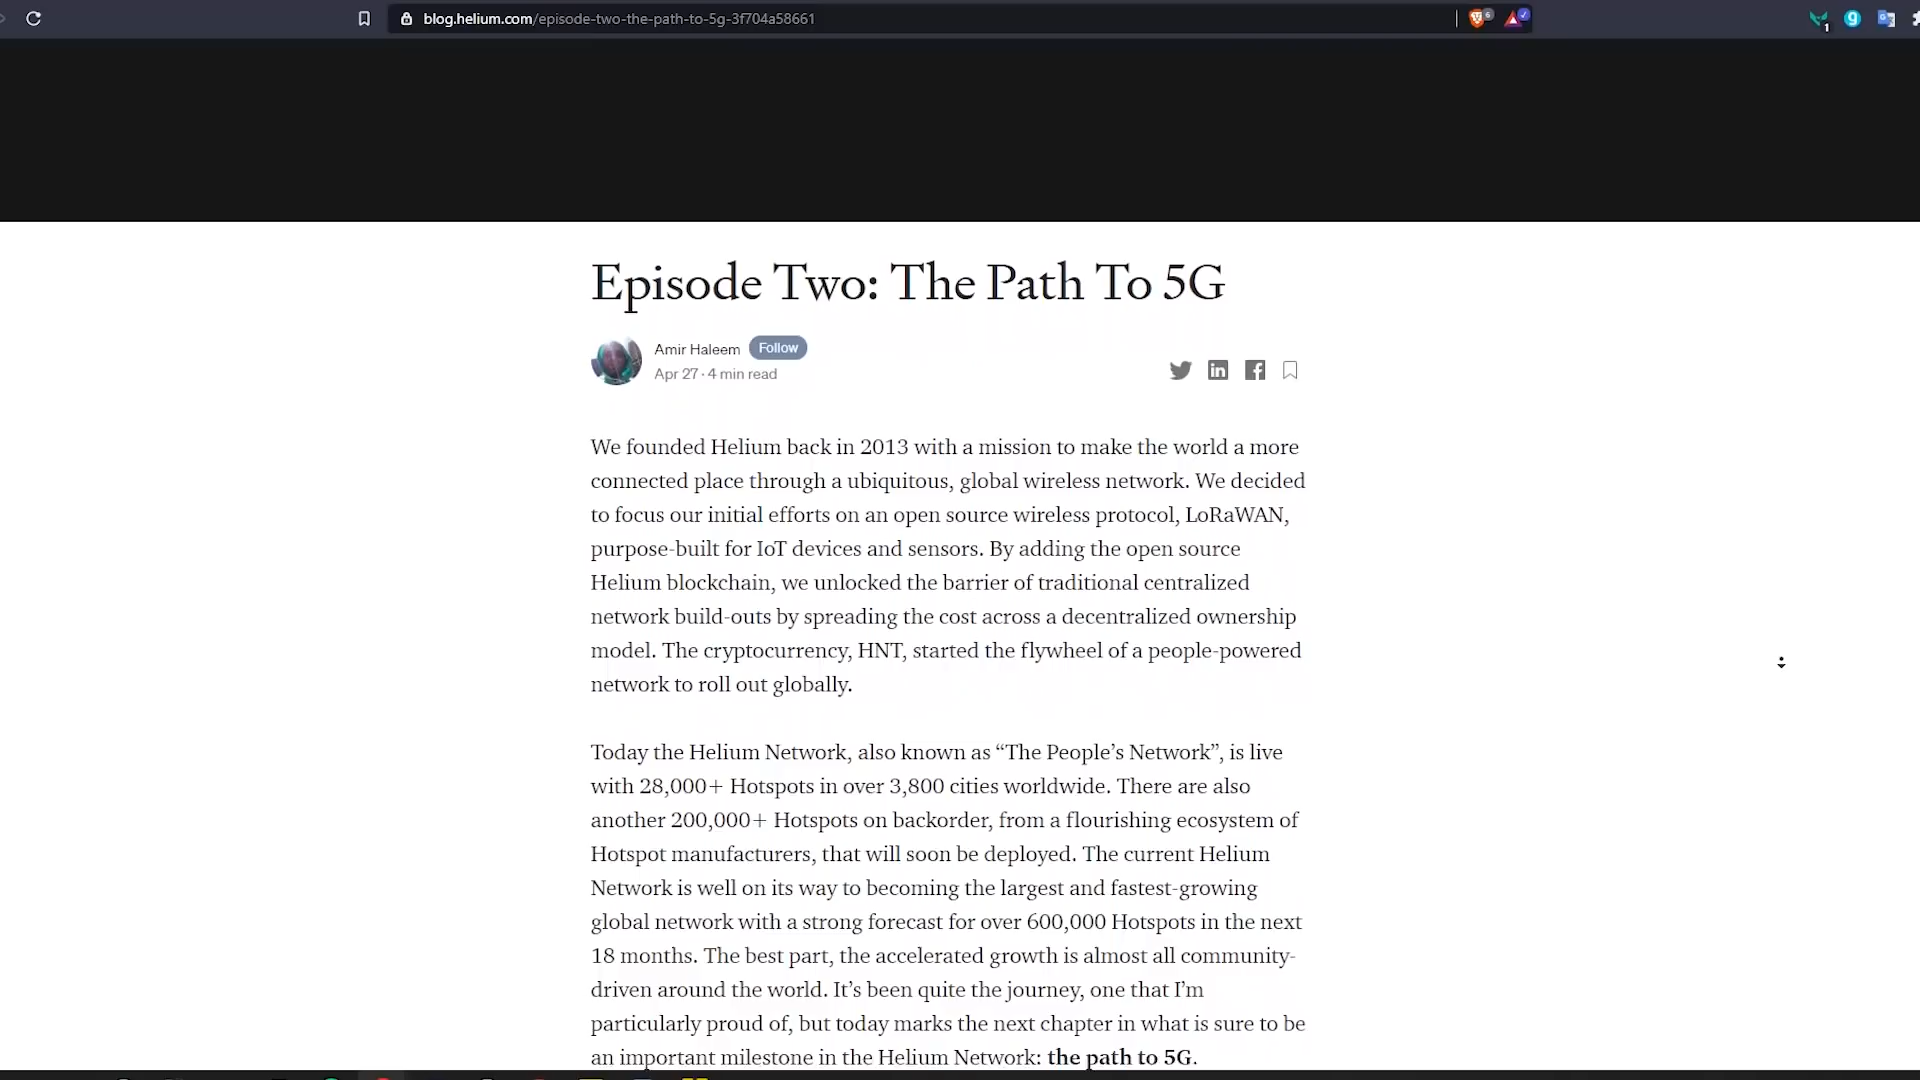 blog.helium.com/episode-two-the-path-to-5g-3f704a58661
6
1
g
Episode Two: The Path To 5G
Amir Haleem
Follow
Apr 27 · 4 min read
We founded Helium back in 2013 with a mission to make the world a more
connected place through a ubiquitous, global wireless network. We decided
to focus our initial efforts on an open source wireless protocol, LoRaWAN,
purpose-built for IoT devices and sensors. By adding the open source
Helium blockchain, we unlocked the barrier of traditional centralized
network build-outs by spreading the cost across a decentralized ownership
model. The cryptocurrency, HNT, started the flywheel of a people-powered
network to roll out globally.
Today the Helium Network, also known as “The People’s Network”, is live
with 28,000+ Hotspots in over 3,800 cities worldwide. There are also
another 200,000+ Hotspots on backorder, from a flourishing ecosystem of
Hotspot manufacturers, that will soon be deployed. The current Helium
Network is well on its way to becoming the largest and fastest-growing
global network with a strong forecast for over 600,000 Hotspots in the next
18 months. The best part, the accelerated growth is almost all community-
driven around the world. It’s been quite the journey, one that I’m
particularly proud of, but today marks the next chapter in what is sure to be
an important milestone in the Helium Network: the path to 5G.